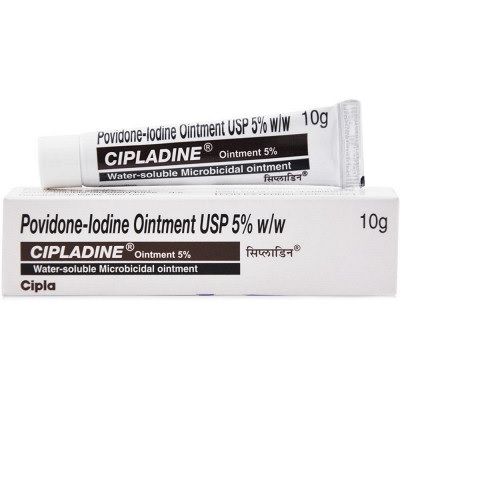 Povidone-Iodine Ointment USP 5% w/w 10g
CIPLADINE® Ointment 5%
Water-soluble Microbicidal ointment
सिप्लाडिन®
Povidone-Iodine Ointment USP 5% w/w 10g
CIPLADINE® Ointment 5%
सिप्लाडिन®
Water-soluble Microbicidal ointment
Cipla